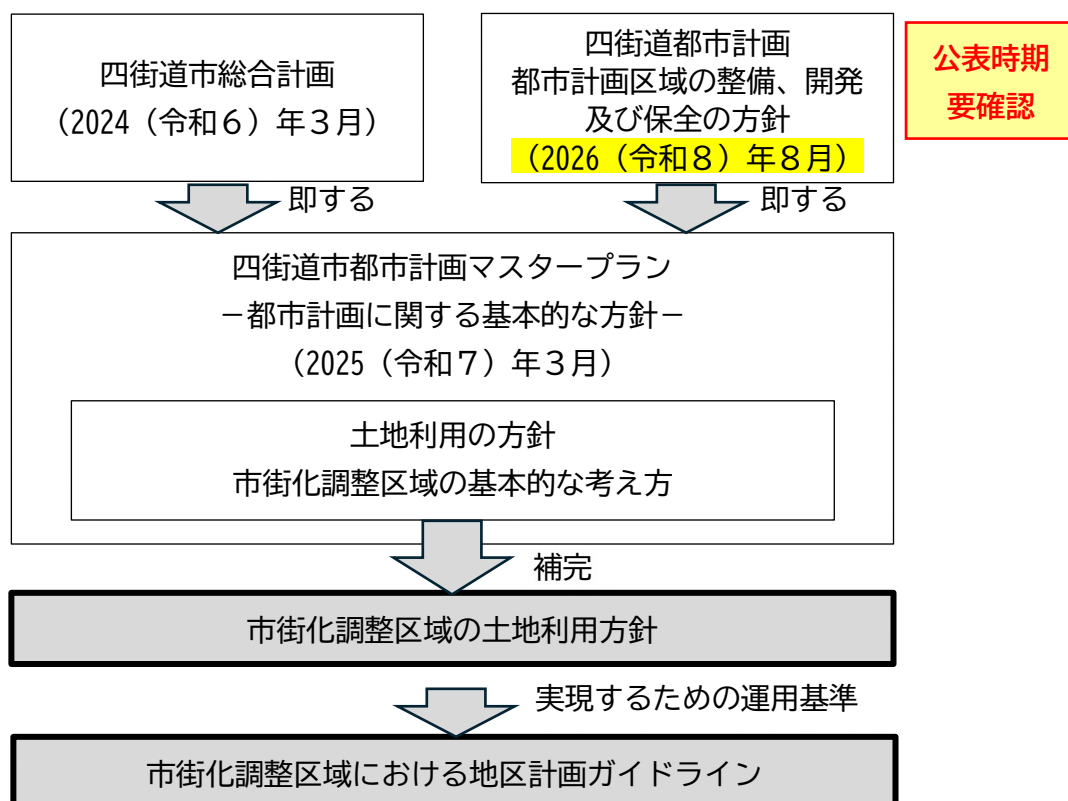 四街道市総合計画
（2024（令和６）年３月）
四街道都市計画
都市計画区域の整備、開発
及び保全の方針
（2026（令和８）年８月）
公表時期
要確認
即する
即する
四街道市都市計画マスタープラン
－都市計画に関する基本的な方針－
（2025（令和７）年３月）
土地利用の方針
市街化調整区域の基本的な考え方
補完
市街化調整区域の土地利用方針
実現するための運用基準
市街化調整区域における地区計画ガイドライン